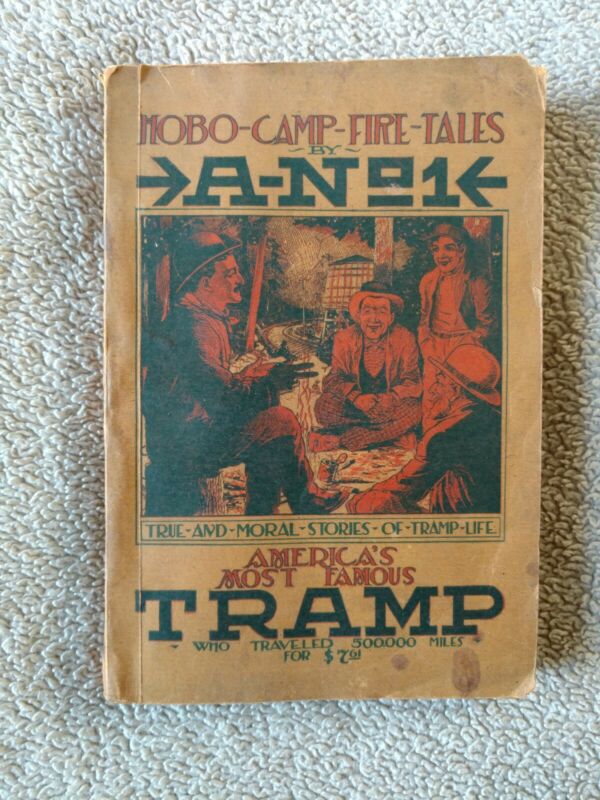 HOBO-CAMP-FIRE-TALES
~BY~
A-No1
TRUE-AND-MORAL-STORIES-OF-TRAMP-LIFE
AMERICA'S
MOST FAMOUS
TRAMP
WHO TRAVELED 500.000 MILES
FOR $7.61